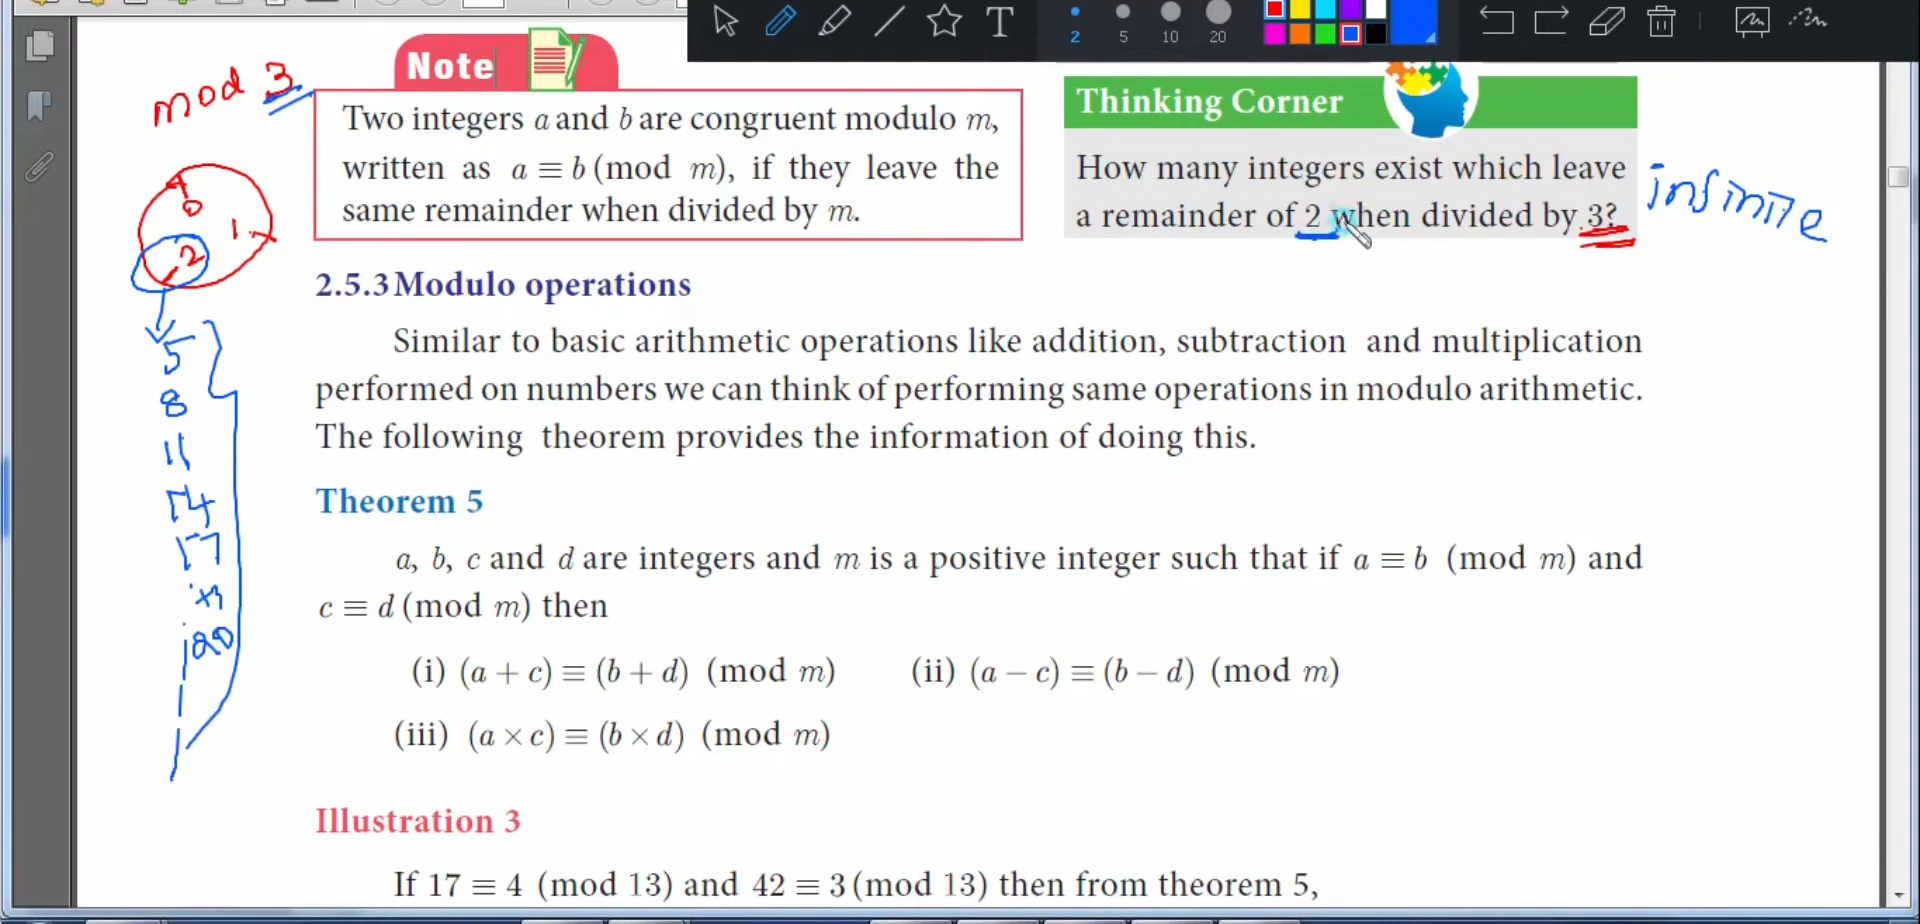 2
5
10
20
mod 3
Note
Two integers a and b are congruent modulo m,
written as a ≡ b (mod m), if they leave the
same remainder when divided by m.
Thinking Corner
How many integers exist which leave
a remainder of 2 when divided by 3?
infinite
0
1
2
5
8
11
14
17
2.5.3 Modulo operations
Similar to basic arithmetic operations like addition, subtraction and multiplication
performed on numbers we can think of performing same operations in modulo arithmetic.
The following theorem provides the information of doing this.
Theorem 5
a, b, c and d are integers and m is a positive integer such that if a ≡ b (mod m) and
c ≡ d (mod m) then
(i) (a + c) ≡ (b + d) (mod m) (ii) (a − c) ≡ (b − d) (mod m)
(iii) (a × c) ≡ (b × d) (mod m)
Illustration 3
If 17 ≡ 4 (mod 13) and 42 ≡ 3 (mod 13) then from theorem 5,